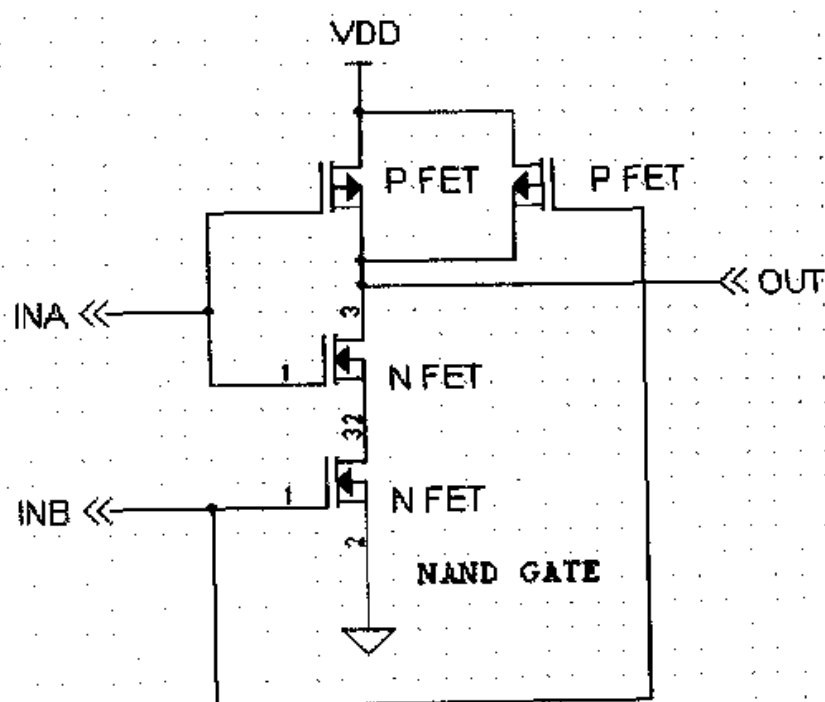 VDD
P FET
P FET
OUT
INA
3
1
N FET
32
INB
1
N FET
2
NAND GATE